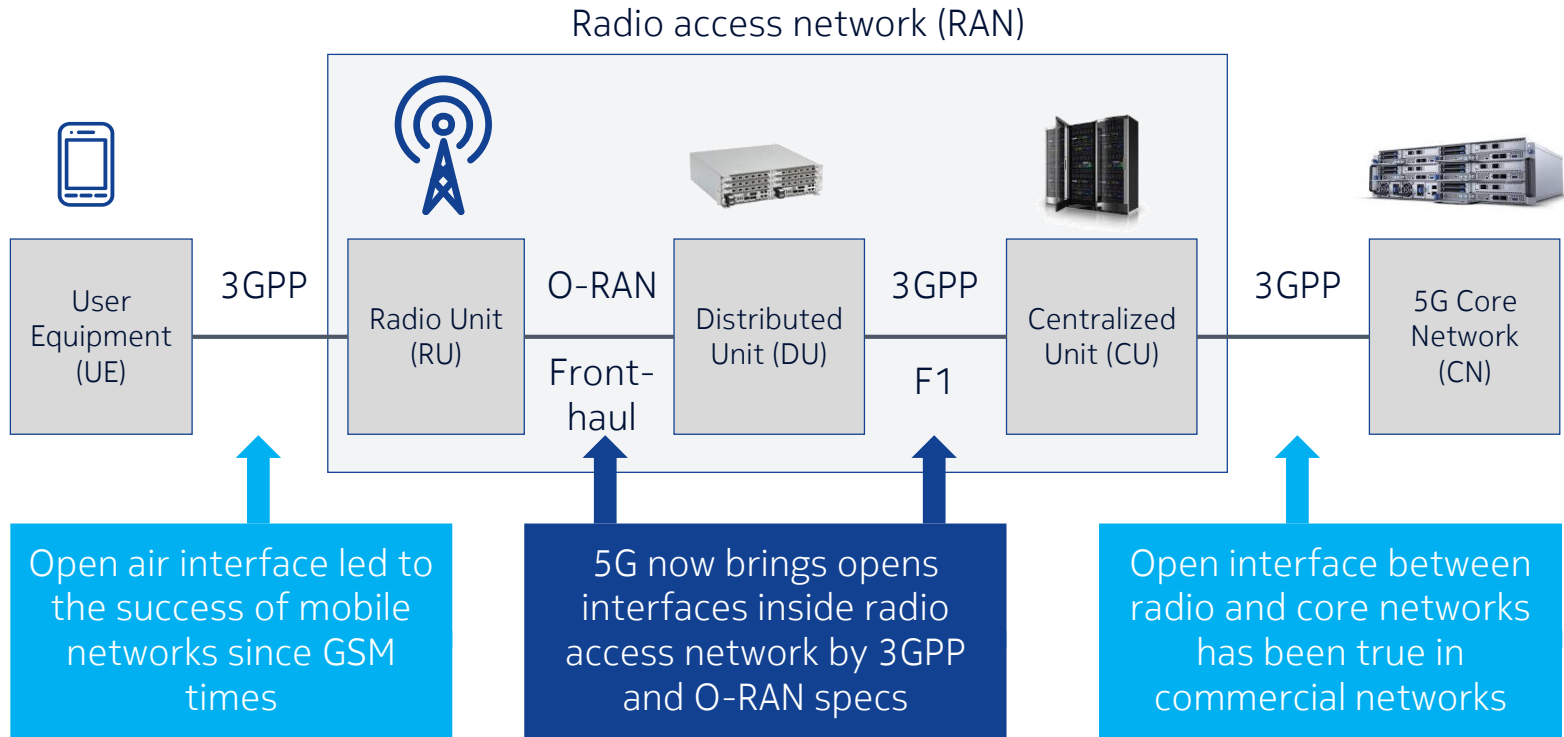 Radio access network (RAN)
User
Equipment
(UE)
3GPP
Radio Unit
(RU)
O-RAN
Front-
haul
Distributed
Unit (DU)
3GPP
F1
Centralized
Unit (CU)
3GPP
5G Core
Network
(CN)
Open air interface led to
the success of mobile
networks since GSM
times
5G now brings opens
interfaces inside radio
access network by 3GPP
and O-RAN specs
Open interface between
radio and core networks
has been true in
commercial networks